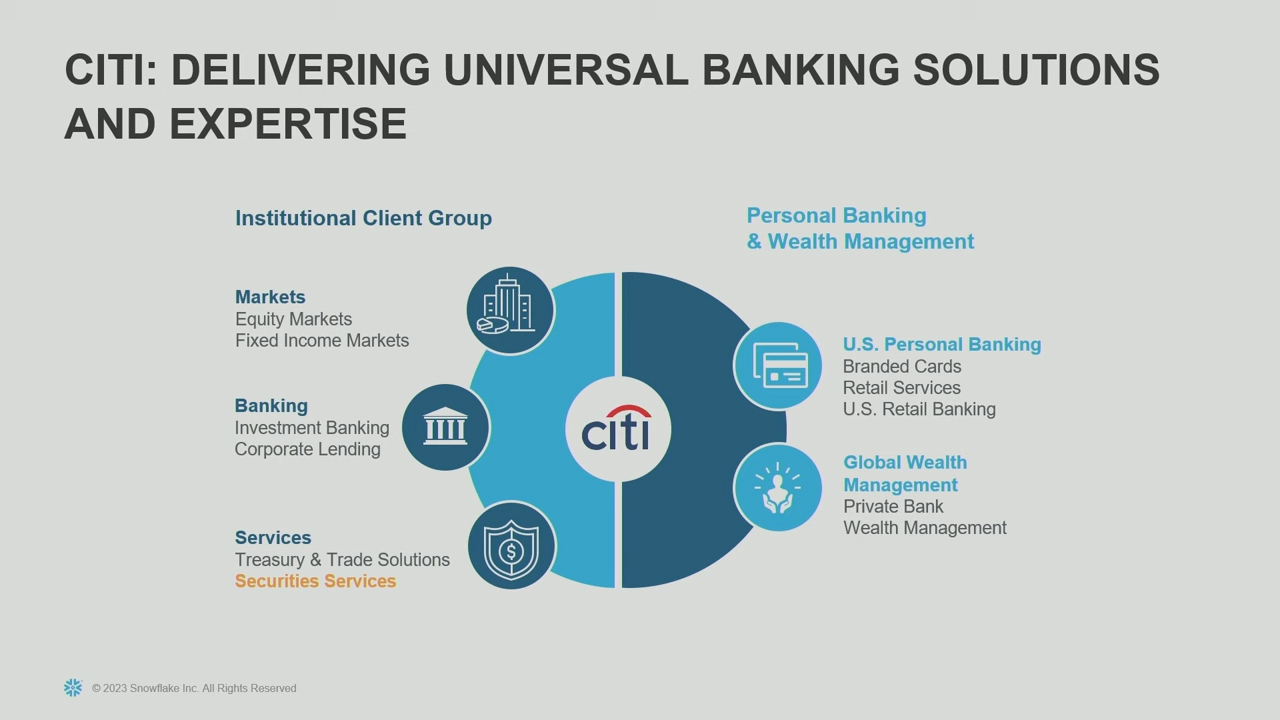 CITI: DELIVERING UNIVERSAL BANKING SOLUTIONS
AND EXPERTISE
Institutional Client Group
Markets
Equity Markets
Fixed Income Markets
Banking
Investment Banking
Corporate Lending
Services
Treasury & Trade Solutions
Securities Services
$
citi
Personal Banking
& Wealth Management
U.S. Personal Banking
Branded Cards
Retail Services
U.S. Retail Banking
Global Wealth
Management
Private Bank
Wealth Management
© 2023 Snowflake Inc. All Rights Reserved